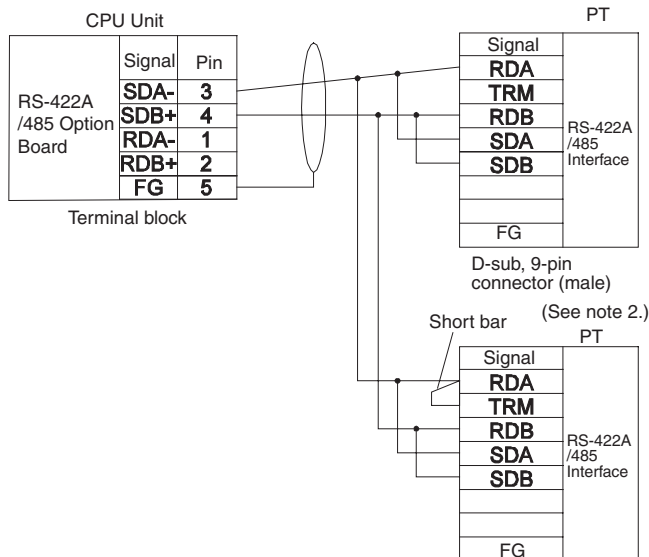 CPU Unit
RS-422A
/485 Option
Board
Signal Pin
SDA- 3
SDB+ 4
RDA- 1
RDB+ 2
FG 5
Terminal block
PT
Signal
RDA
TRM
RDB
SDA
SDB
FG
RS-422A
/485
Interface
D-sub, 9-pin
connector (male)
(See note 2.)
Short bar
PT
Signal
RDA
TRM
RDB
SDA
SDB
FG
RS-422A
/485
Interface